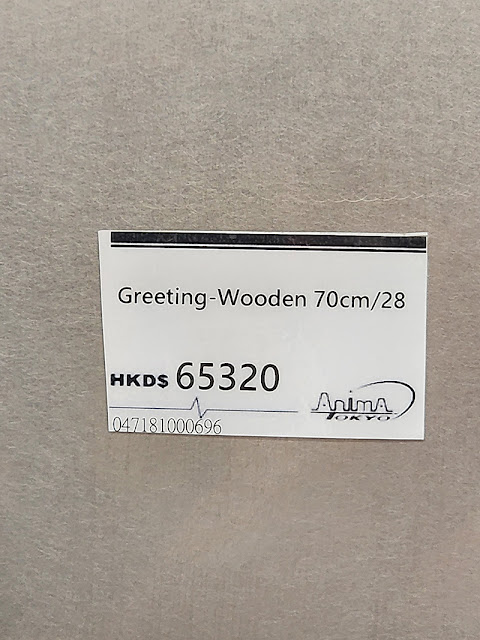 Greeting-Wooden 70cm/28
HKD$ 65320
AnimA
TOKYO
047181000696